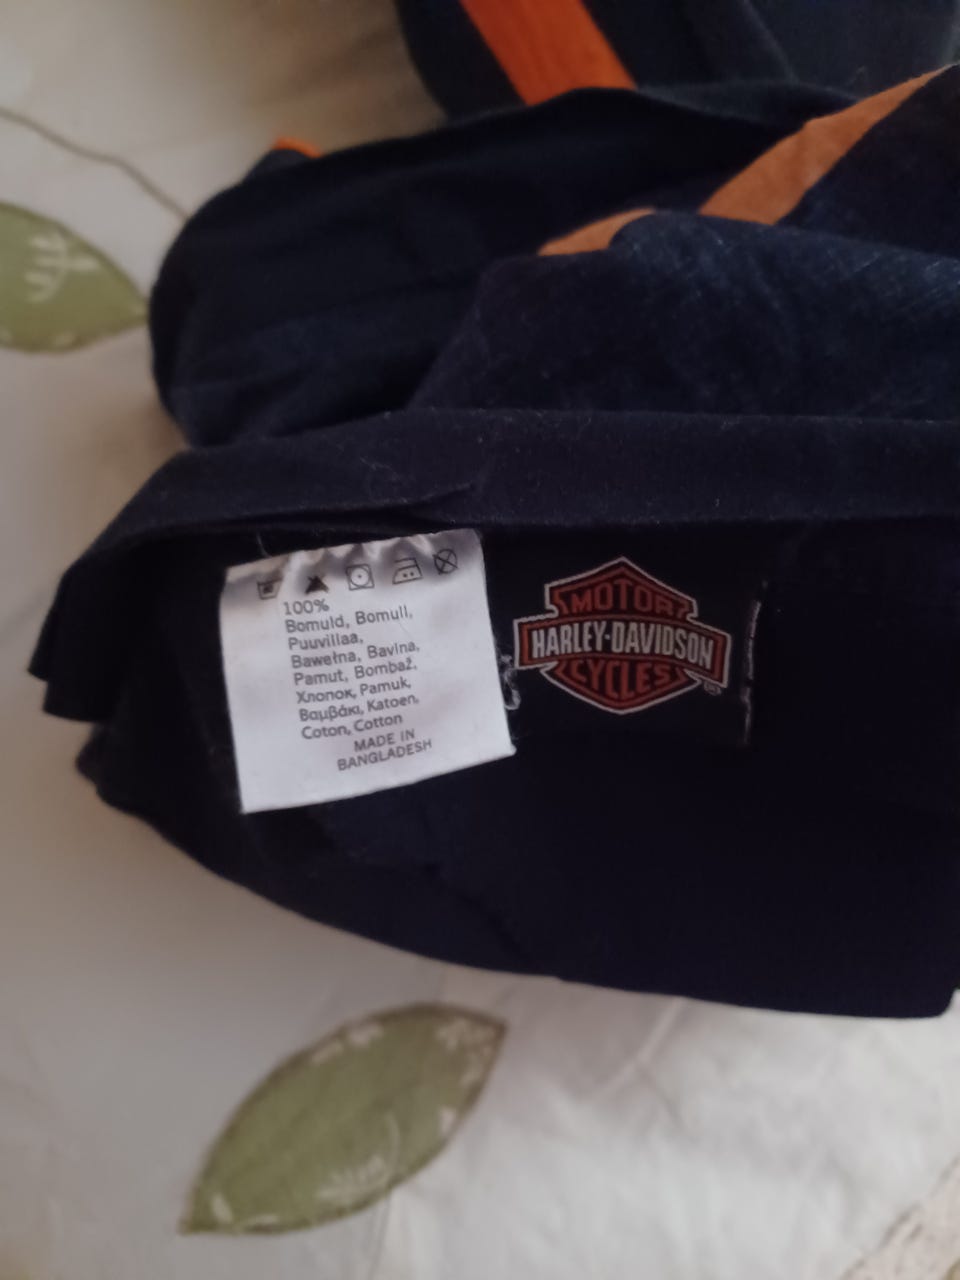 100%
Bomuld, Bomull,
Puuvillaa,
Bawełna, Bavlna,
Pamut, Bombaž,
Хлопок, Pamuk,
Βαμβάκι, Katoen,
Coton, Cotton
MADE IN
BANGLADESH
MOTOR
HARLEY-DAVIDSON
CYCLES